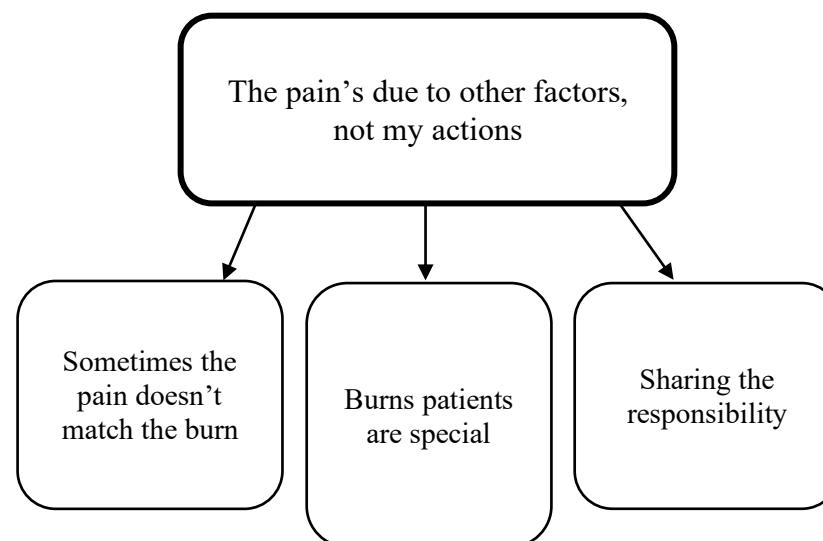 The pain’s due to other factors,
not my actions
Sometimes the
pain doesn’t
match the burn
Burns patients
are special
Sharing the
responsibility